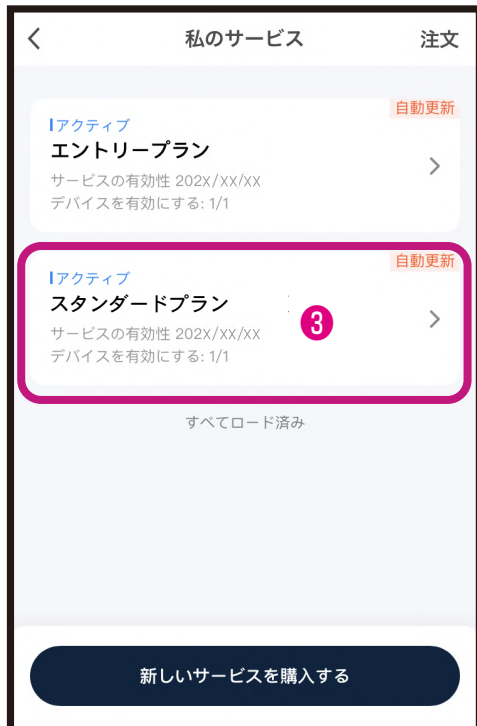 私のサービス 注文
自動更新
アクティブ
エントリープラン
サービスの有効性 202X/XX/XX
デバイスを有効にする: 1/1
自動更新
アクティブ
スタンダードプラン
3
サービスの有効性 202X/XX/XX
デバイスを有効にする: 1/1
すべてロード済み
新しいサービスを購入する